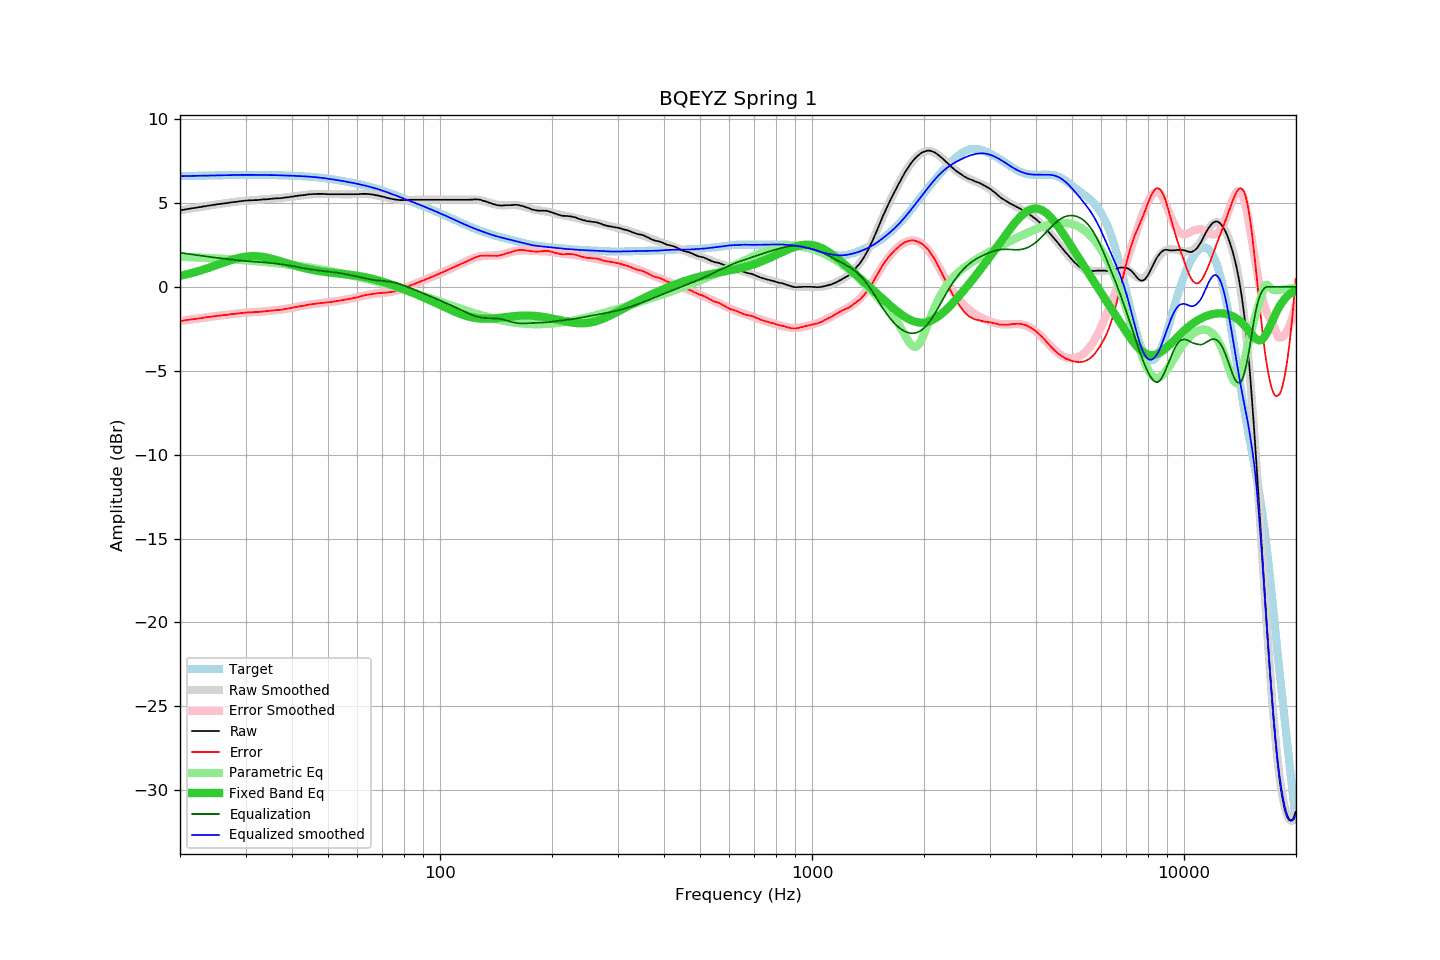 BQEYZ Spring 1
10
5
0
−5
−10
−15
−20
−25
−30
Amplitude (dBr)
Target
Raw Smoothed
Error Smoothed
Raw
Error
Parametric Eq
Fixed Band Eq
Equalization
Equalized smoothed
100
1000
10000
Frequency (Hz)